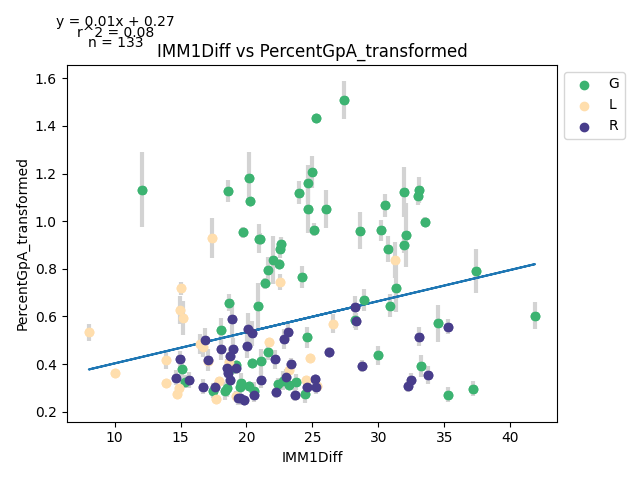 y = 0.01x + 0.27
r^2 = 0.08
n = 133
IMM1Diff vs PercentGpA_transformed
1.6
1.4
1.2
1.0
0.8
0.6
0.4
0.2
PercentGpA_transformed
10 15 20 25 30 35 40
IMM1Diff
G
L
R